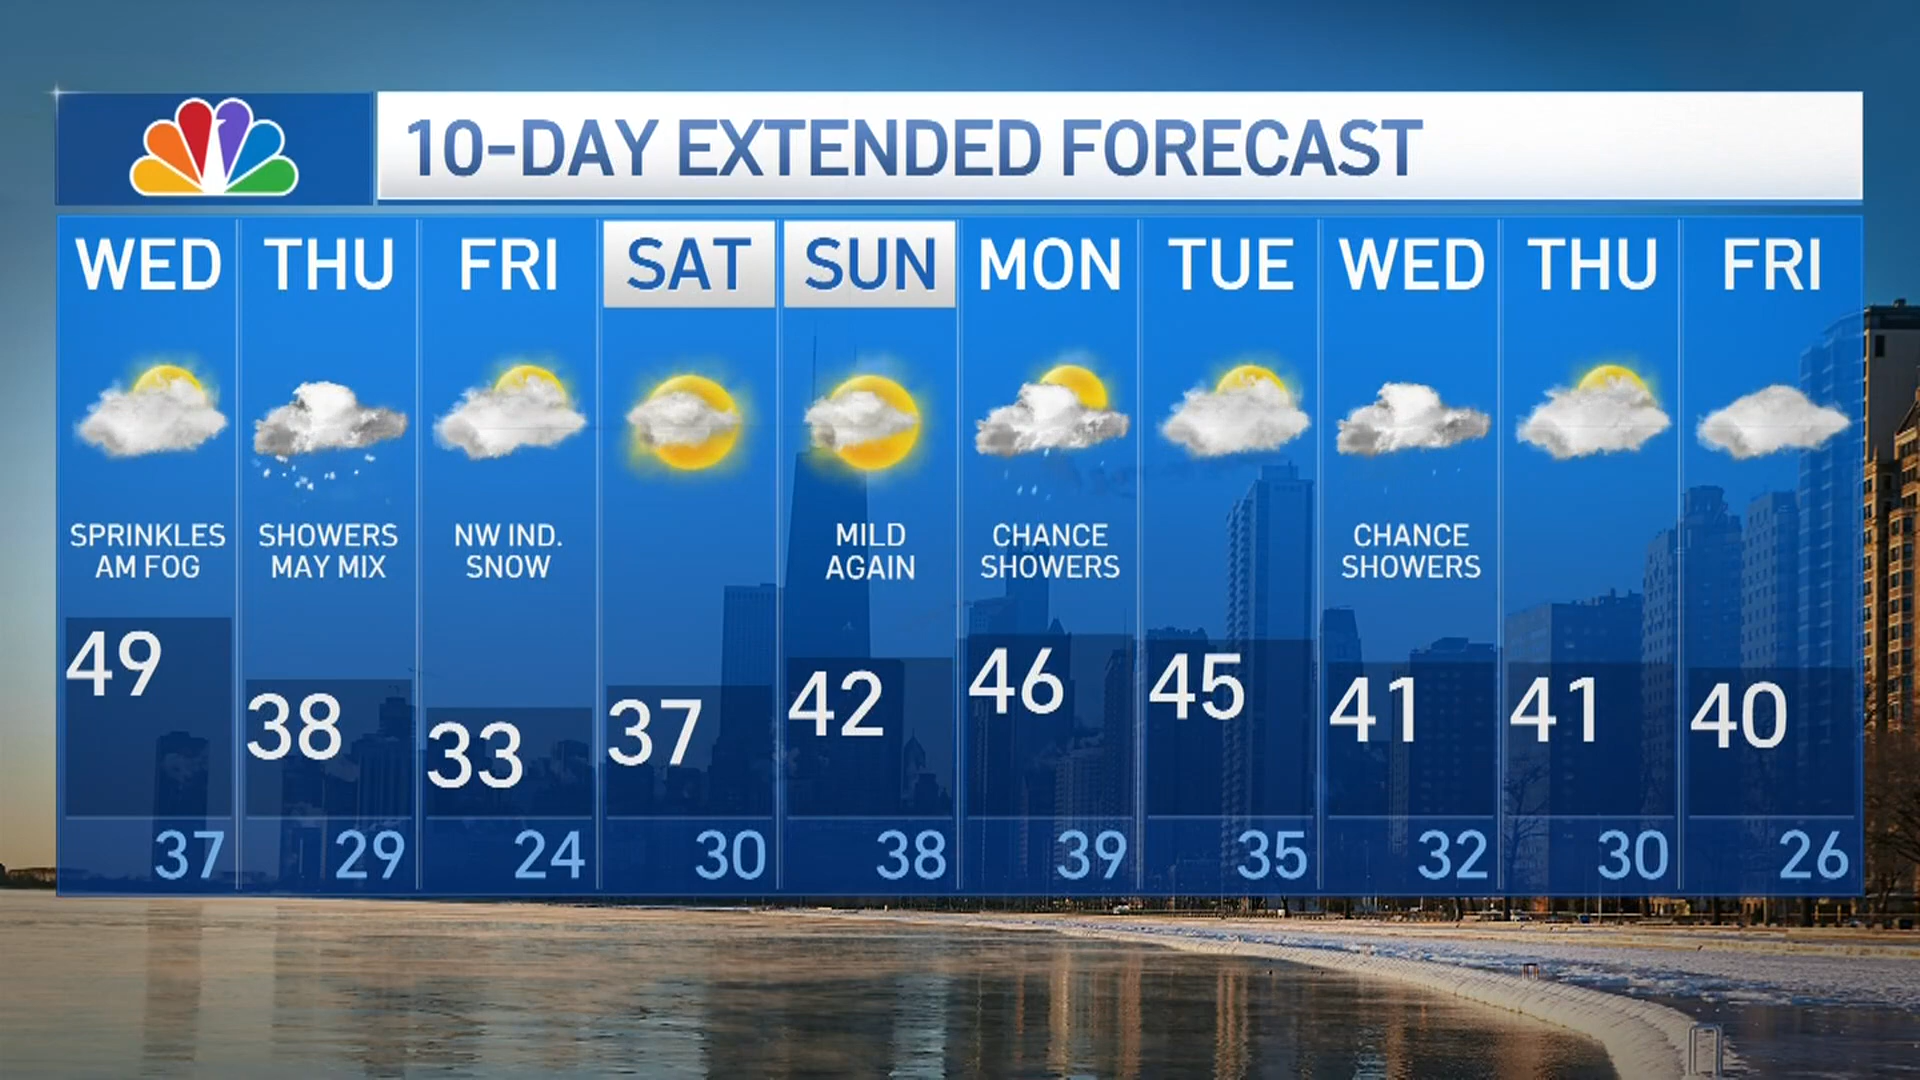 10-DAY EXTENDED FORECAST
WED THU FRI SAT SUN MON TUE WED THU FRI
SPRINKLES
AM FOG
SHOWERS
MAY MIX
NW IND.
SNOW
MILD
AGAIN
CHANCE
SHOWERS
CHANCE
SHOWERS
49 38 33 37 42 46 45 41 41 40
37 29 24 30 38 39 35 32 30 26